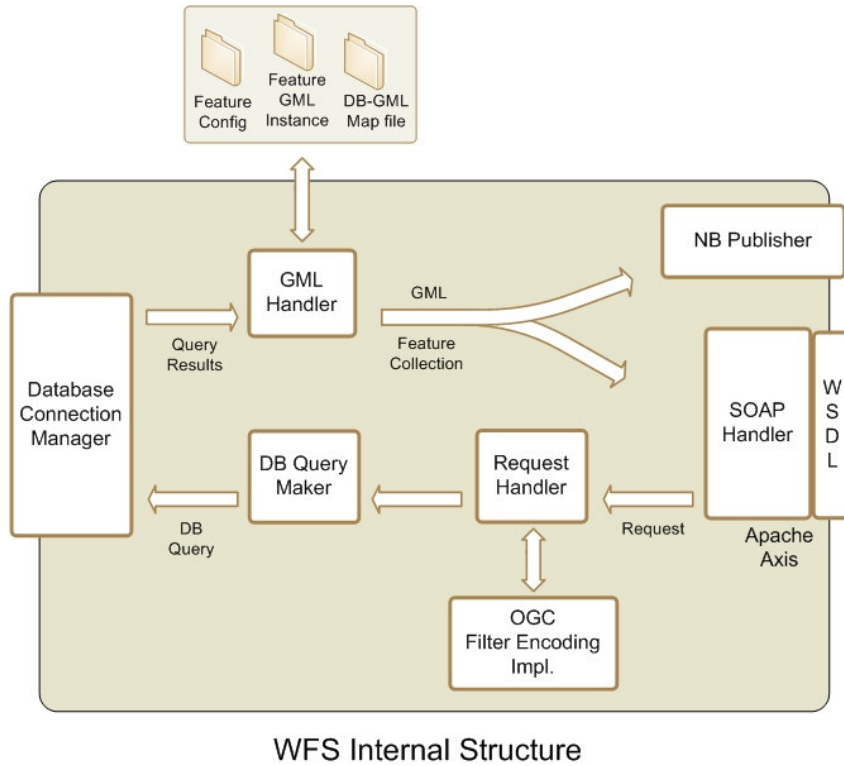 Feature
Config
Feature
GML
Instance
DB-GML
Map file
NB Publisher
GML
Handler
GML
Feature
Collection
Query
Results
Database
Connection
Manager
SOAP
Handler
W
S
D
L
DB Query
Maker
Request
Handler
DB
Query
Request
Apache
Axis
OGC
Filter Encoding
Impl.
WFS Internal Structure